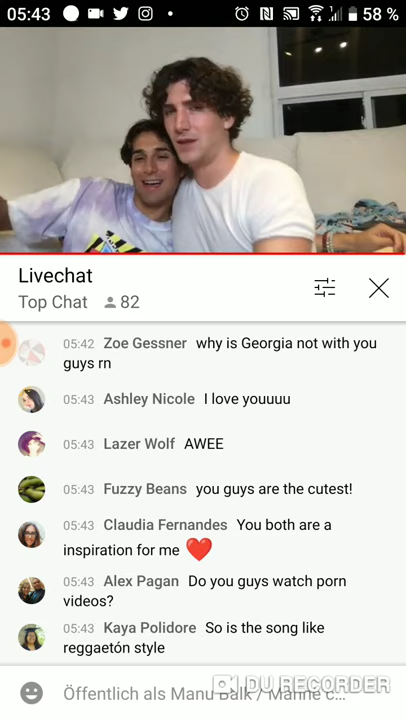 05:43 58 %
Livechat
Top Chat 82
05:42 Zoe Gessner why is Georgia not with you
guys rn
05:43 Ashley Nicole I love youuuu
05:43 Lazer Wolf AWEE
05:43 Fuzzy Beans you guys are the cutest!
05:43 Claudia Fernandes You both are a
inspiration for me ❤️
05:43 Alex Pagan Do you guys watch porn
videos?
05:43 Kaya Polidore So is the song like
reggaetón style
DU RECORDER
Öffentlich als Manu Balk / Manne c...